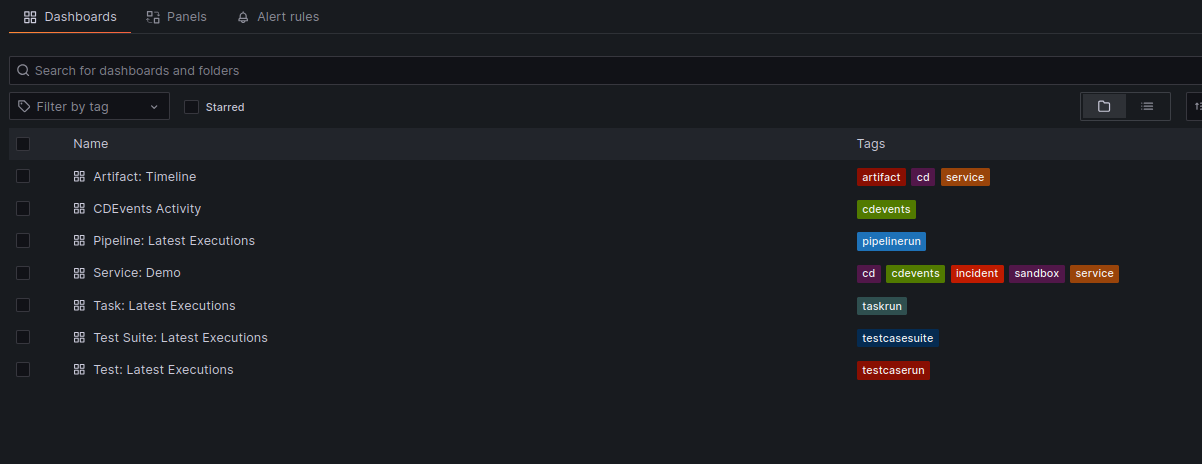 Dashboards Panels Alert rules
Search for dashboards and folders
Filter by tag Starred
Name Tags
Artifact: Timeline artifact cd service
CDEvents Activity cdevents
Pipeline: Latest Executions pipelinerun
Service: Demo cd cdevents incident sandbox service
Task: Latest Executions taskrun
Test Suite: Latest Executions testcasesuite
Test: Latest Executions testcaserun